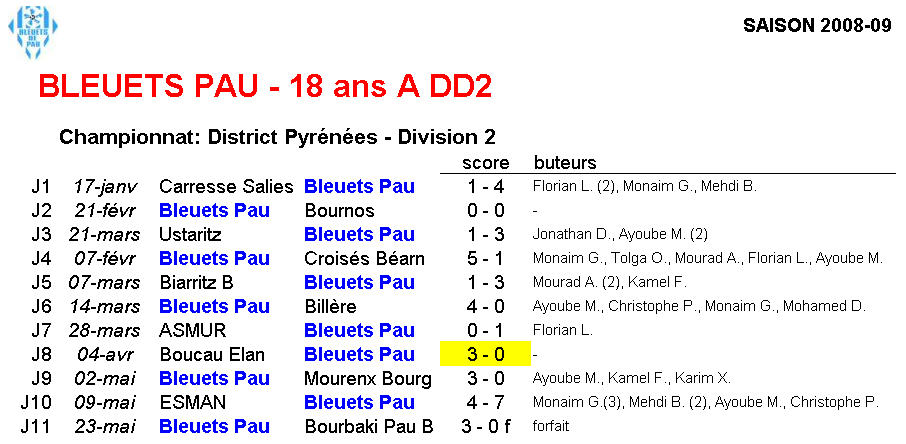 BLEUETS
DE
PAU
SAISON 2008-09
BLEUETS PAU - 18 ans A DD2
Championnat: District Pyrénées - Division 2
score buteurs
J1 17-janv Carresse Salies Bleuets Pau 1 - 4 Florian L. (2), Monaim G., Mehdi B.
J2 21-févr Bleuets Pau Bournos 0 - 0 -
J3 21-mars Ustaritz Bleuets Pau 1 - 3 Jonathan D., Ayoube M. (2)
J4 07-févr Bleuets Pau Croisés Béarn 5 - 1 Monaim G., Tolga O., Mourad A., Florian L., Ayoube M.
J5 07-mars Biarritz B Bleuets Pau 1 - 3 Mourad A. (2), Kamel F.
J6 14-mars Bleuets Pau Billère 4 - 0 Ayoube M., Christophe P., Monaim G., Mohamed D.
J7 28-mars ASMUR Bleuets Pau 0 - 1 Florian L.
J8 04-avr Boucau Elan Bleuets Pau 3 - 0 -
J9 02-mai Bleuets Pau Mourenx Bourg 3 - 0 Ayoube M., Kamel F., Karim X.
J10 09-mai ESMAN Bleuets Pau 4 - 7 Monaim G.(3), Mehdi B. (2), Ayoube M., Christophe P.
J11 23-mai Bleuets Pau Bourbaki Pau B 3 - 0 f forfait